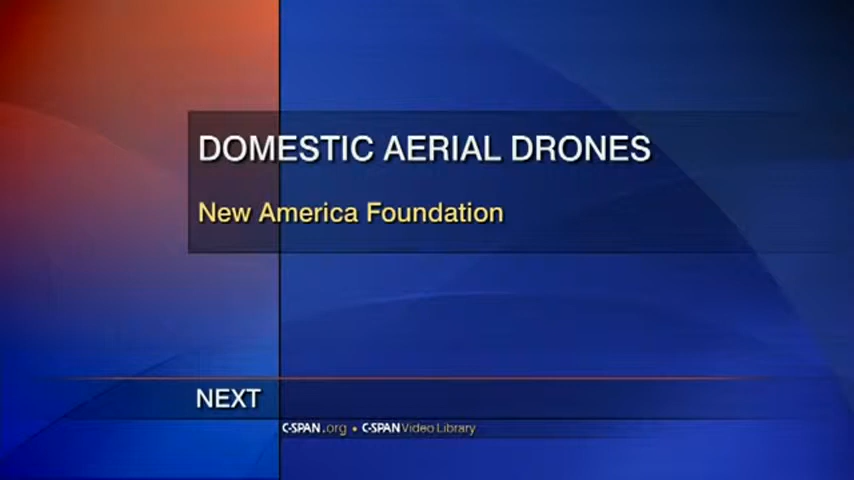 DOMESTIC AERIAL DRONES
New America Foundation
NEXT
C-SPAN.org • C-SPAN Video Library